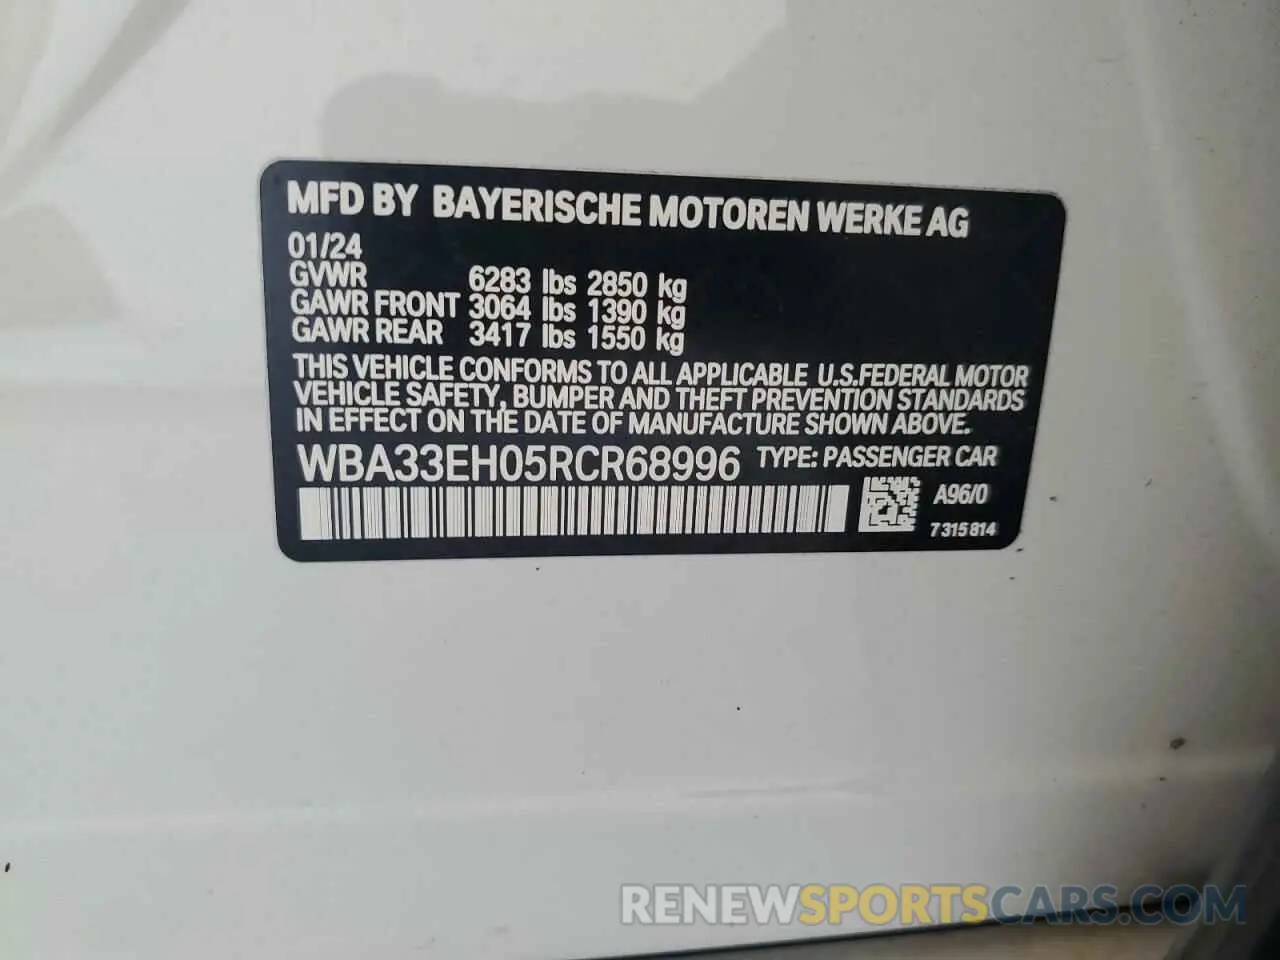 MFD BY BAYERISCHE MOTOREN WERKE AG
01/24
GVWR 6283 lbs 2850 kg
GAWR FRONT 3064 lbs 1390 kg
GAWR REAR 3417 lbs 1550 kg
THIS VEHICLE CONFORMS TO ALL APPLICABLE U.S.FEDERAL MOTOR
VEHICLE SAFETY, BUMPER AND THEFT PREVENTION STANDARDS
IN EFFECT ON THE DATE OF MANUFACTURE SHOWN ABOVE.
WBA33EH05RCR68996 TYPE: PASSENGER CAR
A96/0
7315814
RENEWSPORTSCARS.COM